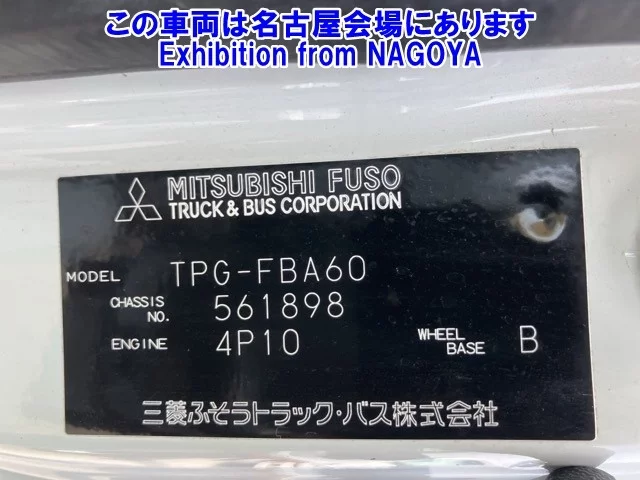 この車両は名古屋会場にあります
Exhibition from NAGOYA
MITSUBISHI FUSO
TRUCK & BUS CORPORATION
MODEL TPG-FBA60
CHASSIS NO. 561898
ENGINE 4P10 WHEEL BASE B
三菱ふそうトラック・バス株式会社